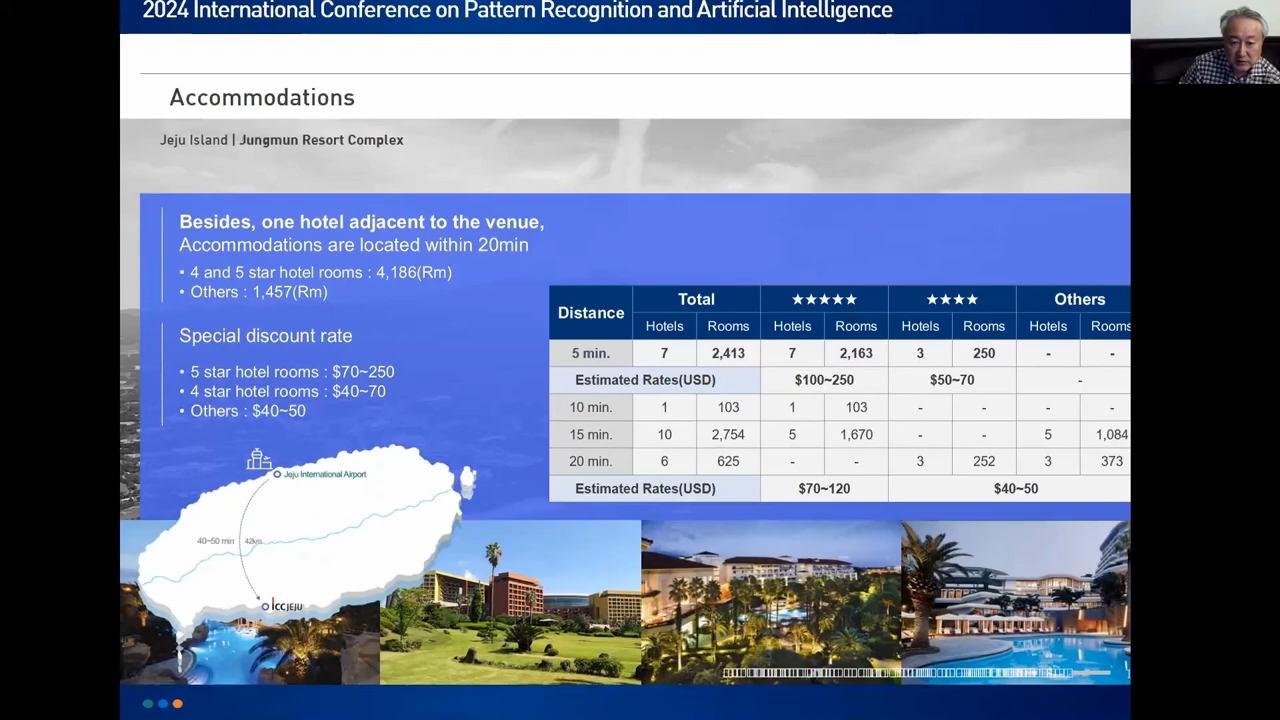 2024 International Conference on Pattern Recognition and Artificial Intelligence
Accommodations
Jeju Island | Jungmun Resort Complex
Besides, one hotel adjacent to the venue,
Accommodations are located within 20min
• 4 and 5 star hotel rooms : 4,186(Rm)
• Others : 1,457(Rm)
Special discount rate
• 5 star hotel rooms : $70~250
• 4 star hotel rooms : $40~70
• Others : $40~50
Distance Total ★★★★★ ★★★★ Others
Hotels Rooms Hotels Rooms Hotels Rooms Hotels Rooms
5 min. 7 2,413 7 2,163 3 250 - -
Estimated Rates(USD) $100~250 $50~70 -
10 min. 1 103 1 103 - - - -
15 min. 10 2,754 5 1,670 - - 5 1,084
20 min. 6 625 - - 3 252 3 373
Estimated Rates(USD) $70~120 $40~50
Jeju International Airport
40~50 min 42km
iCCJEJU